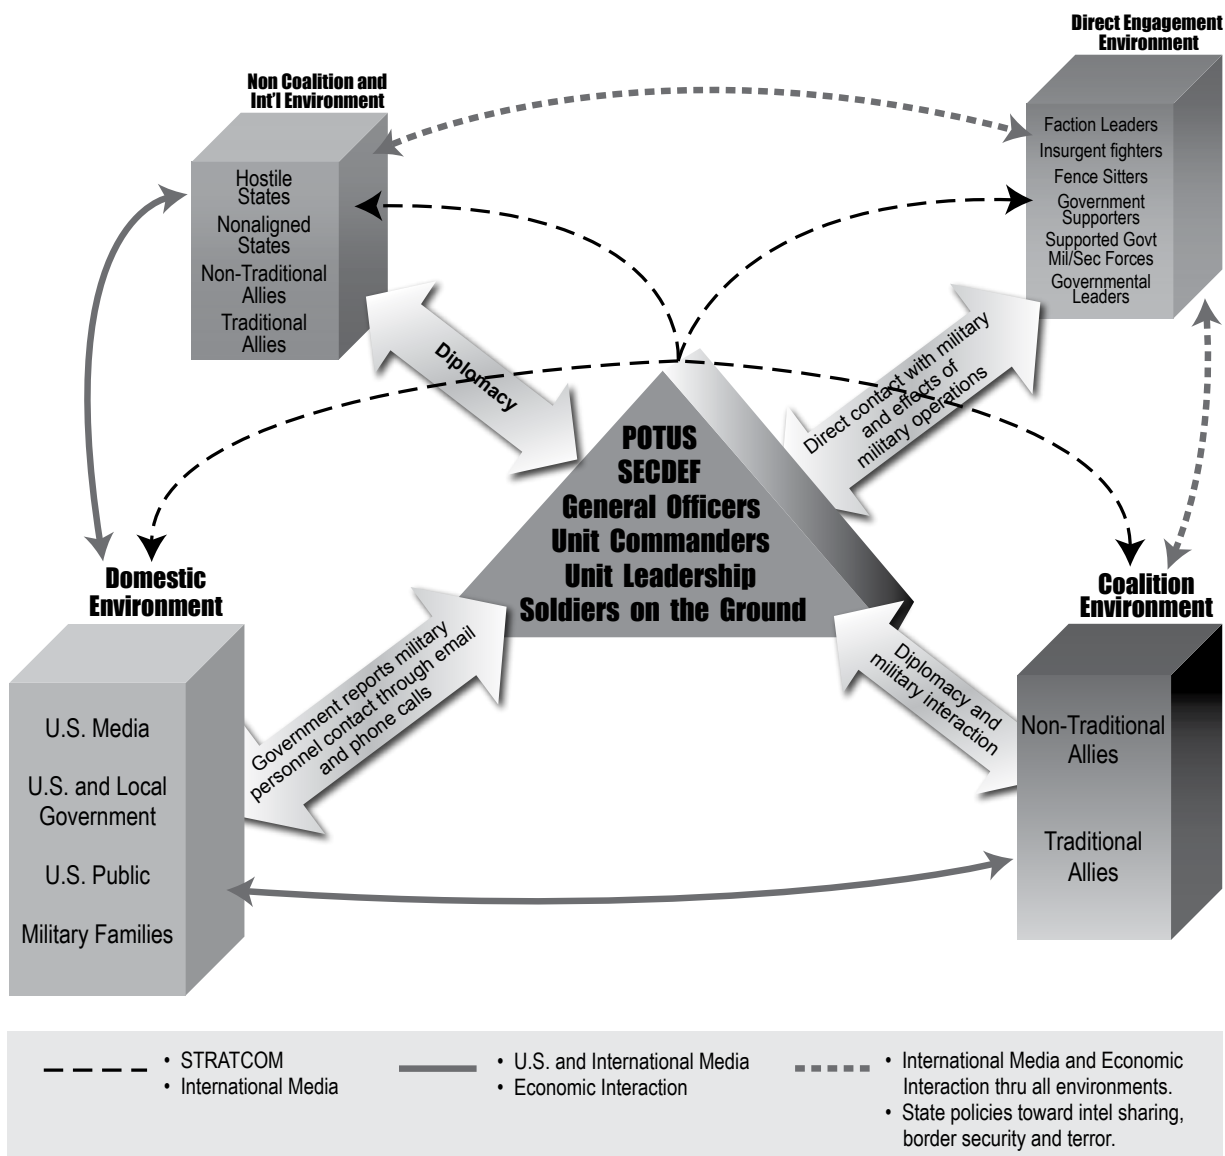 Direct Engagement
Environment
Non Coalition and
Int'l Environment
Faction Leaders
Insurgent fighters
Fence Sitters
Government
Supporters
Supported Govt
Mil/Sec Forces
Governmental
Leaders
Hostile
States
Nonaligned
States
Non-Traditional
Allies
Traditional
Allies
Diplomacy
Direct contact with military
and effects of
military operations
POTUS
SECDEF
General Officers
Unit Commanders
Unit Leadership
Soldiers on the Ground
Domestic
Environment
Coalition
Environment
Government reports military
personnel contact through email
and phone calls
Diplomacy and
military interaction
U.S. Media
U.S. and Local
Government
U.S. Public
Military Families
Non-Traditional
Allies
Traditional
Allies
• STRATCOM
• International Media
• U.S. and International Media
• Economic Interaction
• International Media and Economic
Interaction thru all environments.
• State policies toward intel sharing,
border security and terror.